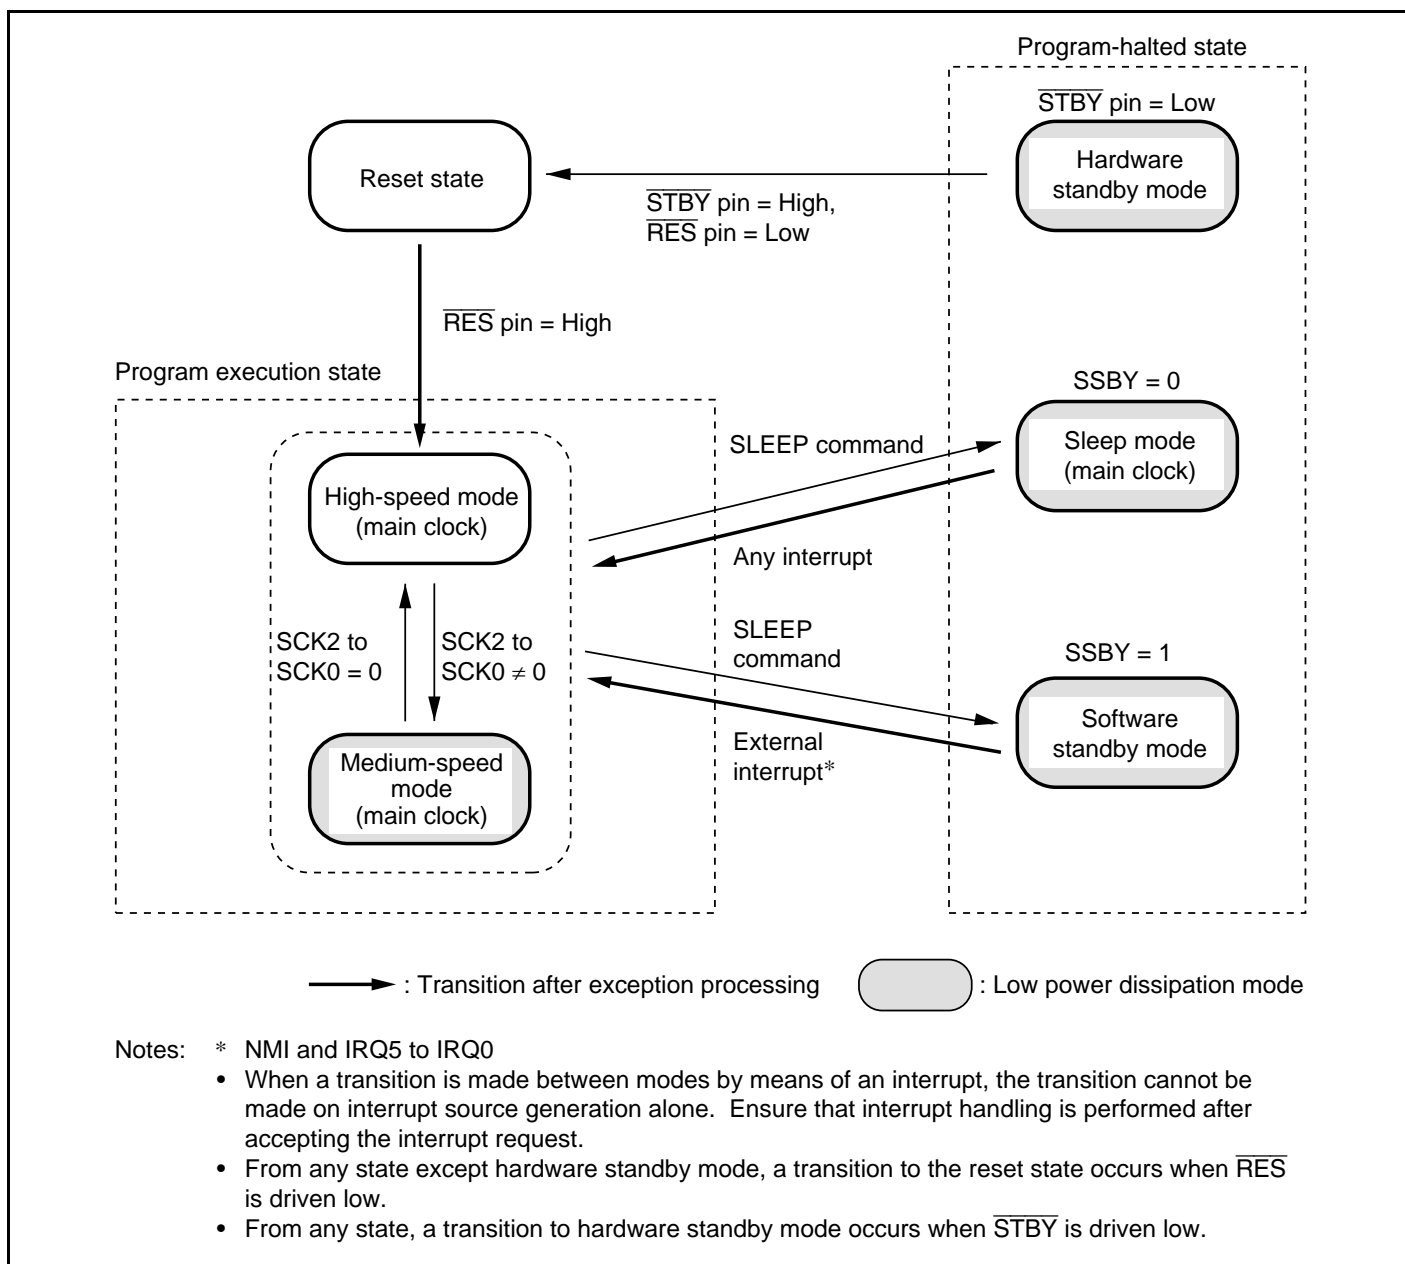 Program-halted state
S̅T̅B̅Y̅ pin = Low
Reset state
Hardware
standby mode
S̅T̅B̅Y̅ pin = High,
R̅E̅S̅ pin = Low
R̅E̅S̅ pin = High
Program execution state
SSBY = 0
High-speed mode
(main clock)
SLEEP command
Sleep mode
(main clock)
Any interrupt
SCK2 to
SCK0 = 0
SCK2 to
SCK0 ≠ 0
SLEEP
command
SSBY = 1
Medium-speed
mode
(main clock)
External
interrupt*
Software
standby mode
: Transition after exception processing
: Low power dissipation mode
Notes: * NMI and IRQ5 to IRQ0
• When a transition is made between modes by means of an interrupt, the transition cannot be
made on interrupt source generation alone. Ensure that interrupt handling is performed after
accepting the interrupt request.
• From any state except hardware standby mode, a transition to the reset state occurs when R̅E̅S̅
is driven low.
• From any state, a transition to hardware standby mode occurs when S̅T̅B̅Y̅ is driven low.